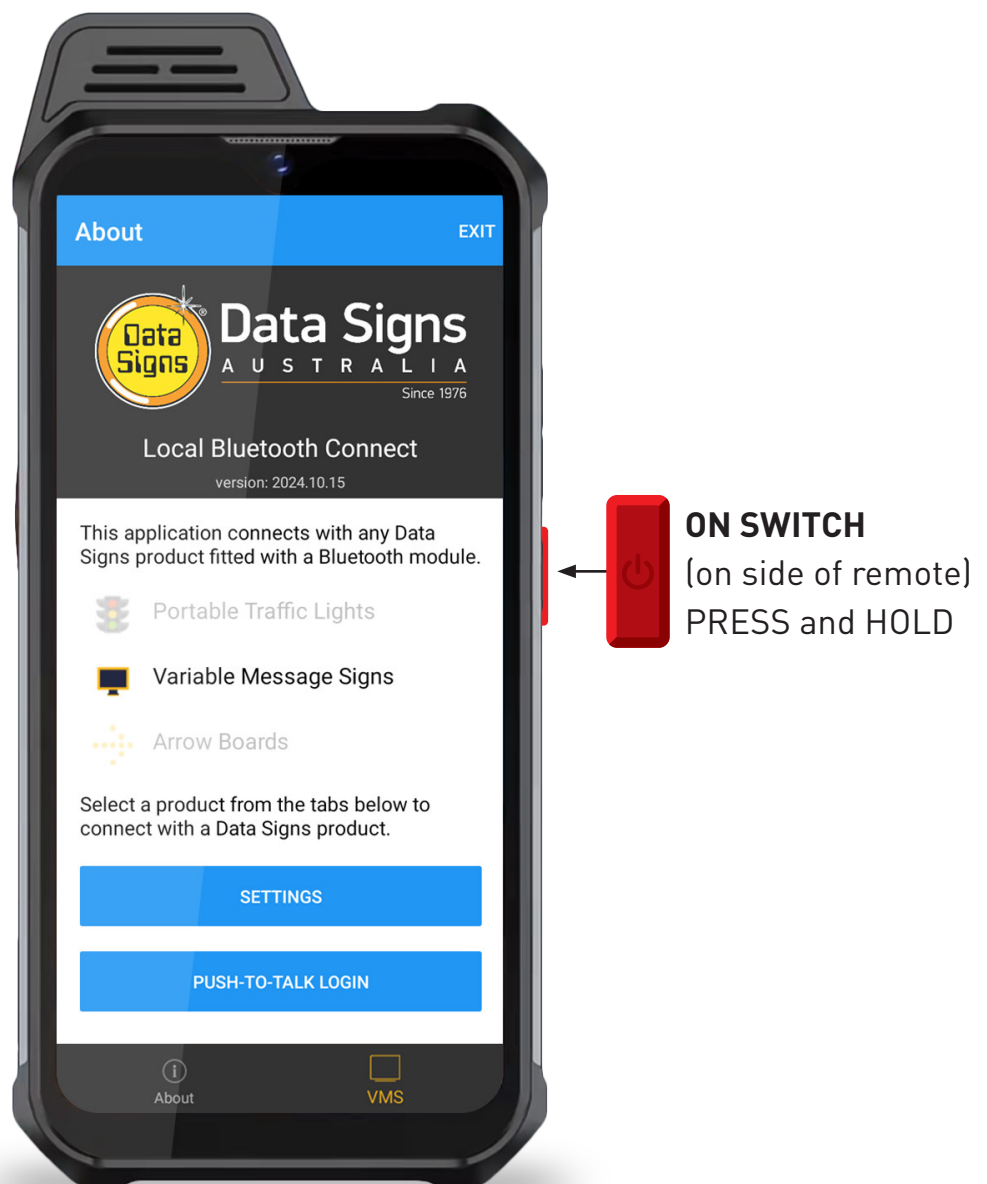 About
EXIT
Data
Signs
®
Data Signs
AUSTRALIA
Since 1976
Local Bluetooth Connect
version: 2024.10.15
This application connects with any Data
Signs product fitted with a Bluetooth module.
Portable Traffic Lights
Variable Message Signs
Arrow Boards
Select a product from the tabs below to
connect with a Data Signs product.
SETTINGS
PUSH-TO-TALK LOGIN
About
VMS
ON SWITCH
(on side of remote)
PRESS and HOLD